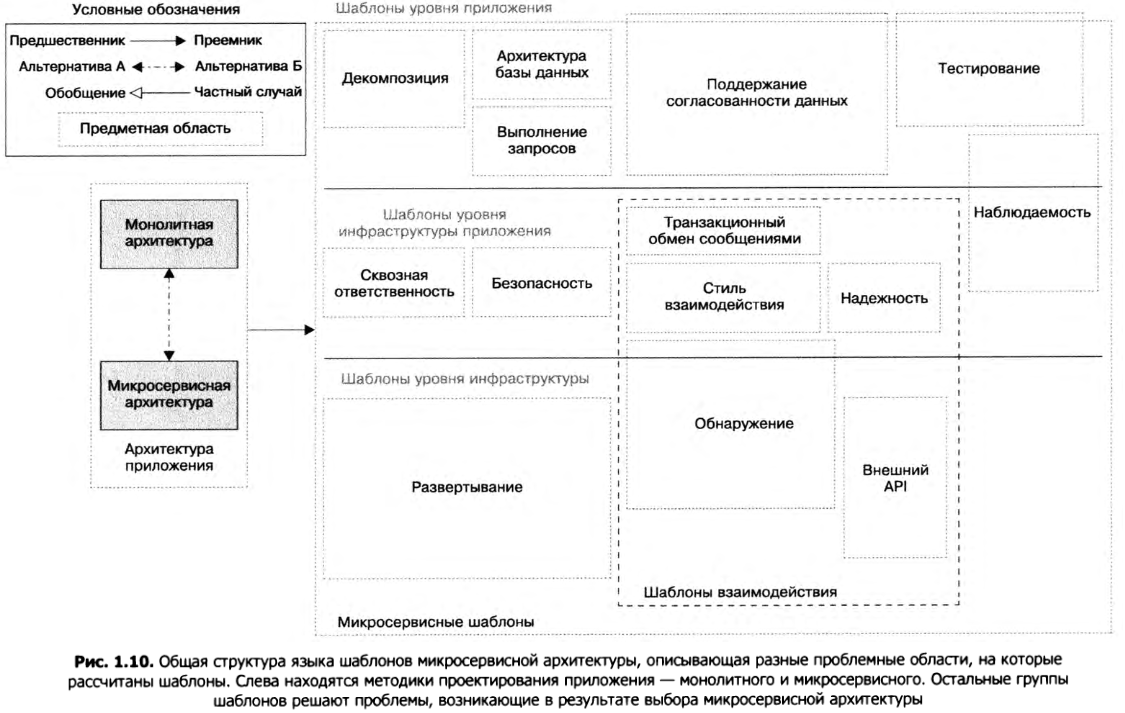 Условные обозначения
Предшественник
Преемник
Альтернатива А
Альтернатива Б
Обобщение
Частный случай
Предметная область
Монолитная
архитектура
Микросервисная
архитектура
Архитектура
приложения
Шаблоны уровня приложения
Декомпозиция
Архитектура
базы данных
Выполнение
запросов
Поддержание
согласованности данных
Тестирование
Наблюдаемость
Шаблоны уровня
инфраструктуры приложения
Сквозная
ответственность
Безопасность
Транзакционный
обмен сообщениями
Стиль
взаимодействия
Надежность
Шаблоны уровня инфраструктуры
Развертывание
Обнаружение
Внешний
API
Шаблоны взаимодействия
Микросервисные шаблоны
Рис. 1.10. Общая структура языка шаблонов микросервисной архитектуры, описывающая разные проблемные области, на которые
рассчитаны шаблоны. Слева находятся методики проектирования приложения — монолитного и микросервисного. Остальные группы
шаблонов решают проблемы, возникающие в результате выбора микросервисной архитектуры